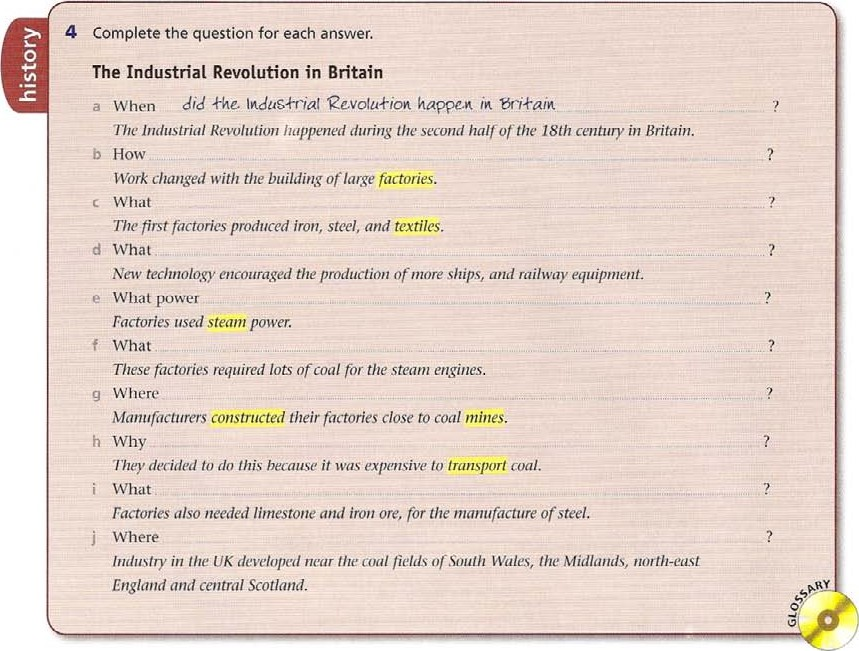 history
4 Complete the question for each answer.
The Industrial Revolution in Britain
a When did the Industrial Revolution happen in Britain ?
The Industrial Revolution happened during the second half of the 18th century in Britain.
b How ?
Work changed with the building of large factories.
c What ?
The first factories produced iron, steel, and textiles.
d What ?
New technology encouraged the production of more ships, and railway equipment.
e What power ?
Factories used steam power.
f What ?
These factories required lots of coal for the steam engines.
g Where ?
Manufacturers constructed their factories close to coal mines.
h Why ?
They decided to do this because it was expensive to transport coal.
i What ?
Factories also needed limestone and iron ore, for the manufacture of steel.
j Where ?
Industry in the UK developed near the coal fields of South Wales, the Midlands, north-east
England and central Scotland.
GLOSSARY